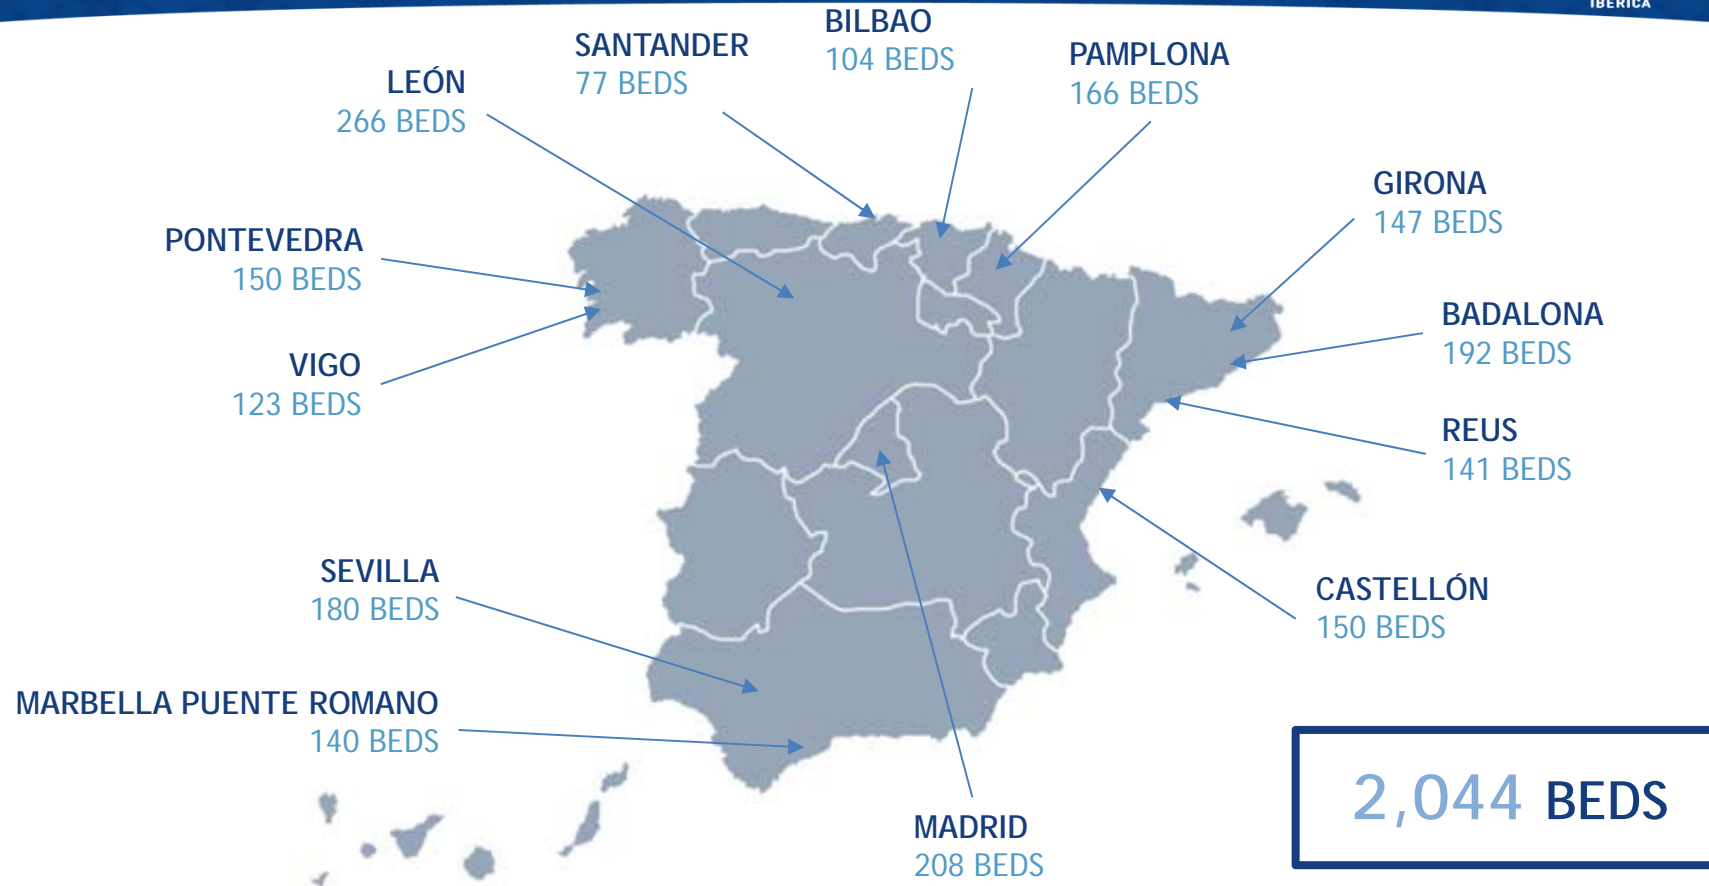 IBERICA
BILBAO
104 BEDS
SANTANDER
77 BEDS
PAMPLONA
166 BEDS
LEÓN
266 BEDS
GIRONA
147 BEDS
PONTEVEDRA
150 BEDS
BADALONA
192 BEDS
VIGO
123 BEDS
REUS
141 BEDS
SEVILLA
180 BEDS
CASTELLÓN
150 BEDS
MARBELLA PUENTE ROMANO
140 BEDS
2,044 BEDS
MADRID
208 BEDS